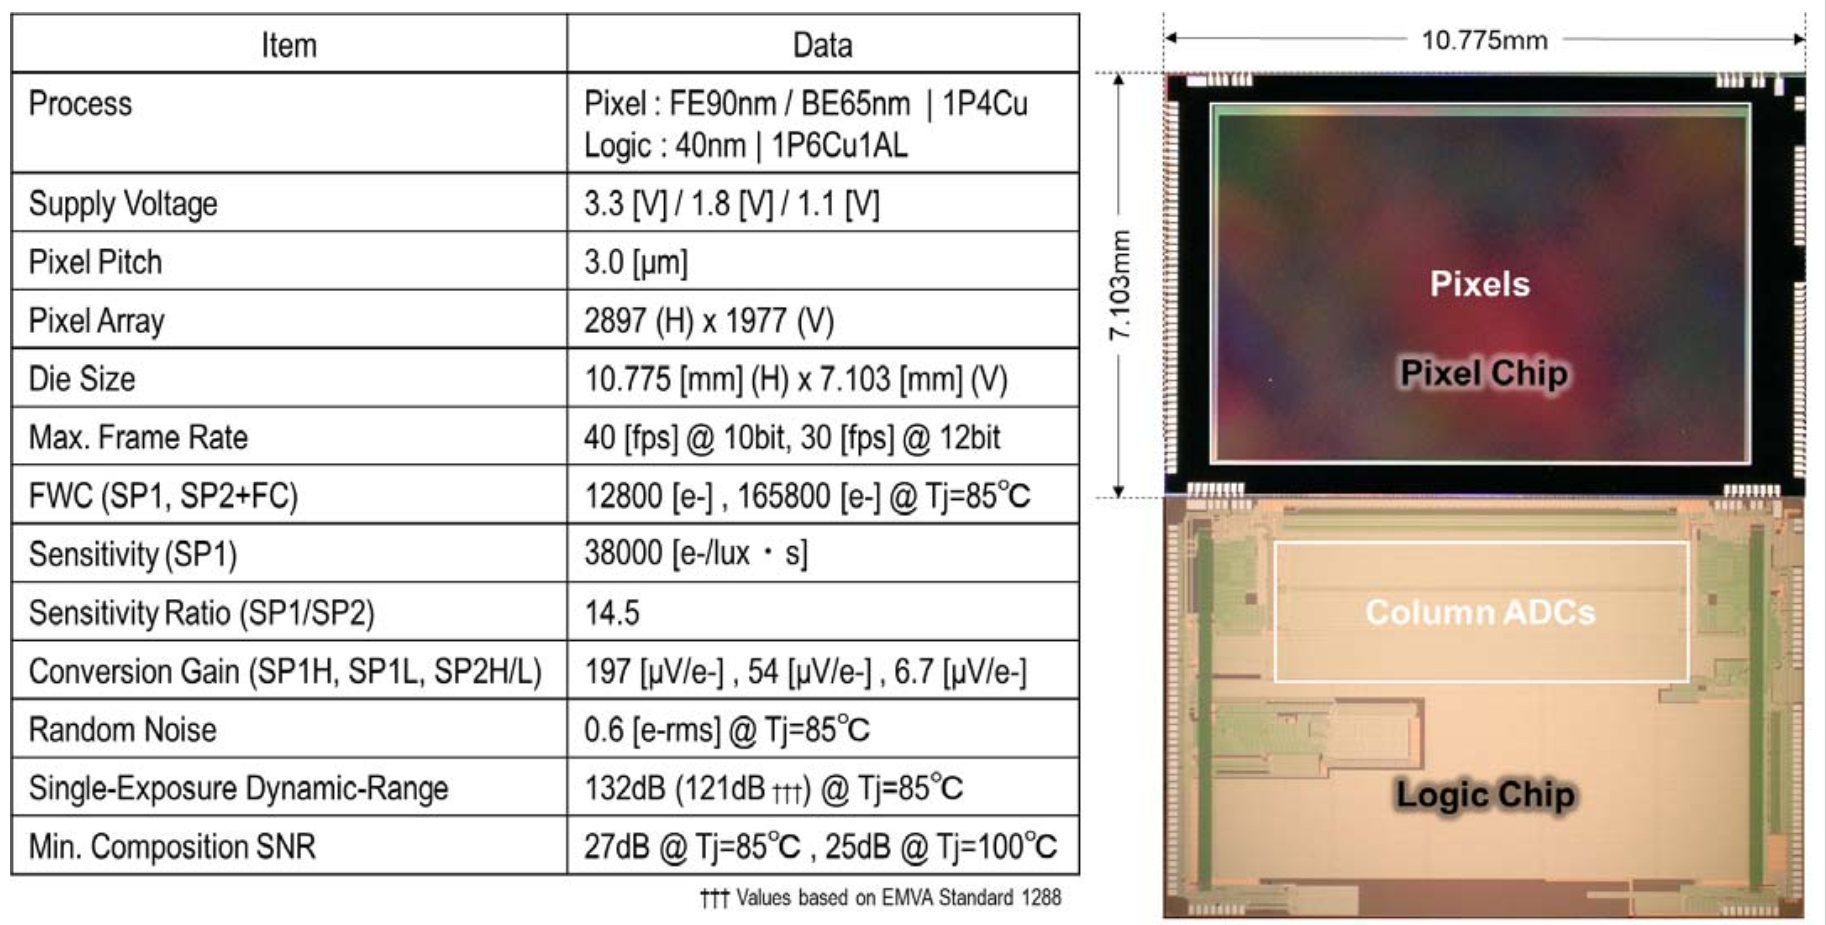 Item Data
Process Pixel : FE90nm / BE65nm | 1P4Cu
Logic : 40nm | 1P6Cu1AL
Supply Voltage 3.3 [V] / 1.8 [V] / 1.1 [V]
Pixel Pitch 3.0 [μm]
Pixel Array 2897 (H) x 1977 (V)
Die Size 10.775 [mm] (H) x 7.103 [mm] (V)
Max. Frame Rate 40 [fps] @ 10bit, 30 [fps] @ 12bit
FWC (SP1, SP2+FC) 12800 [e-] , 165800 [e-] @ Tj=85℃
Sensitivity (SP1) 38000 [e-/lux・s]
Sensitivity Ratio (SP1/SP2) 14.5
Conversion Gain (SP1H, SP1L, SP2H/L) 197 [μV/e-] , 54 [μV/e-] , 6.7 [μV/e-]
Random Noise 0.6 [e-rms] @ Tj=85℃
Single-Exposure Dynamic-Range 132dB (121dB †††) @ Tj=85℃
Min. Composition SNR 27dB @ Tj=85℃ , 25dB @ Tj=100℃
††† Values based on EMVA Standard 1288
10.775mm
7.103mm
Pixels
Pixel Chip
Column ADCs
Logic Chip